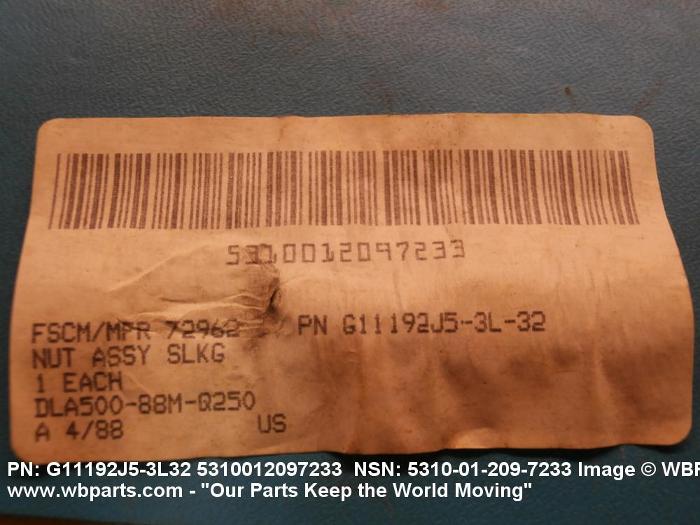 5310012097233
FSCM/MFR 72962 PN G11192J5-3L-32
NUT ASSY SLKG
1 EACH
DLA500-88M-Q250
A 4/88 US
PN: G11192J5-3L32 5310012097233 NSN: 5310-01-209-7233 Image © WBP
www.wbparts.com - "Our Parts Keep the World Moving"